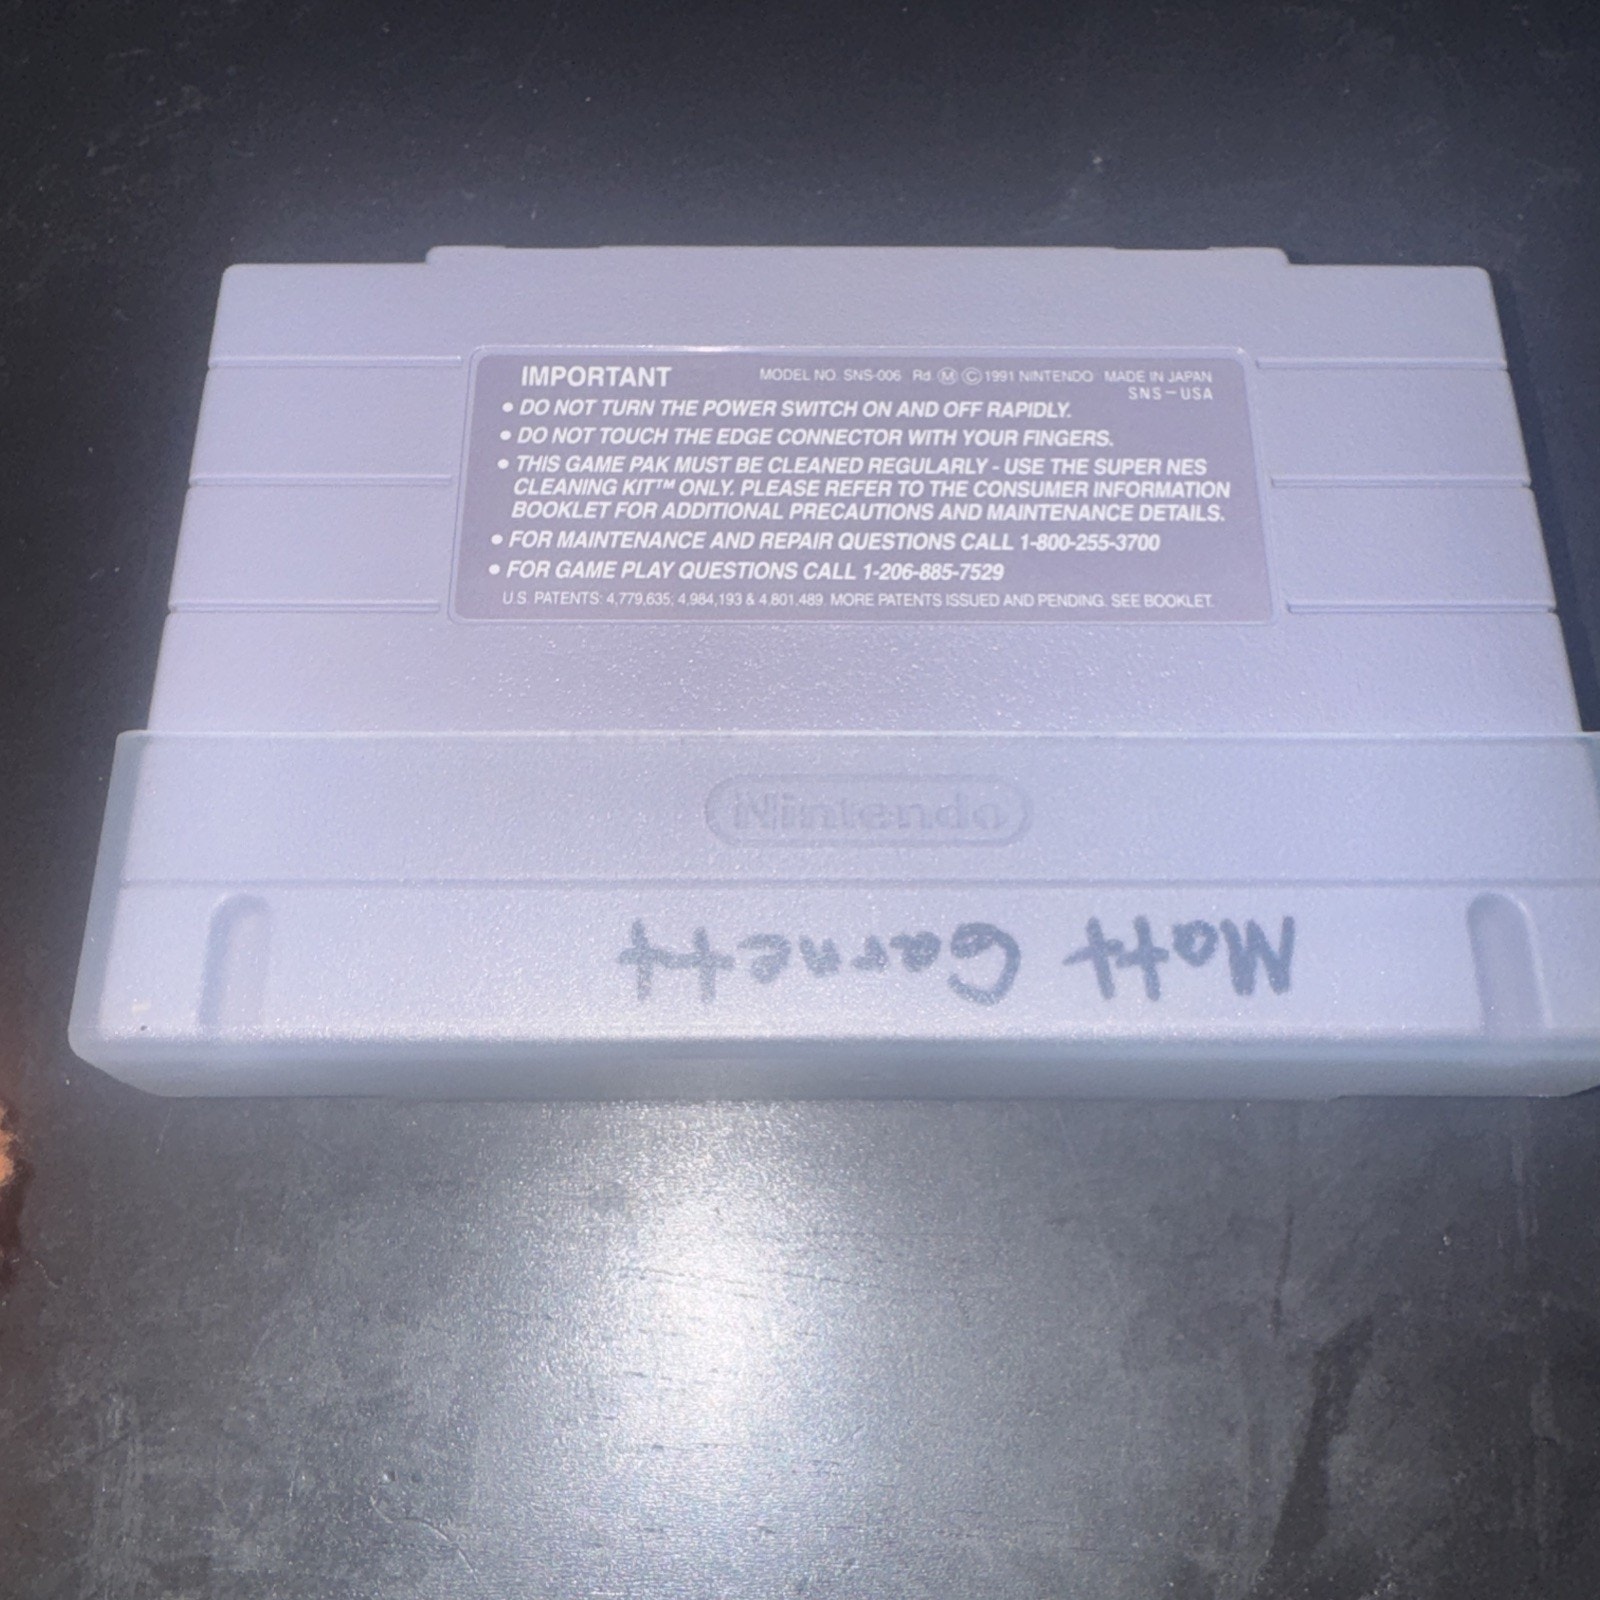 IMPORTANT MODEL NO. SNS-006 Rd. Ⓜ Ⓒ 1991 NINTENDO MADE IN JAPAN
SNS-USA
• DO NOT TURN THE POWER SWITCH ON AND OFF RAPIDLY.
• DO NOT TOUCH THE EDGE CONNECTOR WITH YOUR FINGERS.
• THIS GAME PAK MUST BE CLEANED REGULARLY - USE THE SUPER NES
CLEANING KIT™ ONLY. PLEASE REFER TO THE CONSUMER INFORMATION
BOOKLET FOR ADDITIONAL PRECAUTIONS AND MAINTENANCE DETAILS.
• FOR MAINTENANCE AND REPAIR QUESTIONS CALL 1-800-255-3700
• FOR GAME PLAY QUESTIONS CALL 1-206-885-7529
U.S. PATENTS: 4,779,635; 4,984,193 & 4,801,489. MORE PATENTS ISSUED AND PENDING. SEE BOOKLET.
Nintendo
Matt Garnett